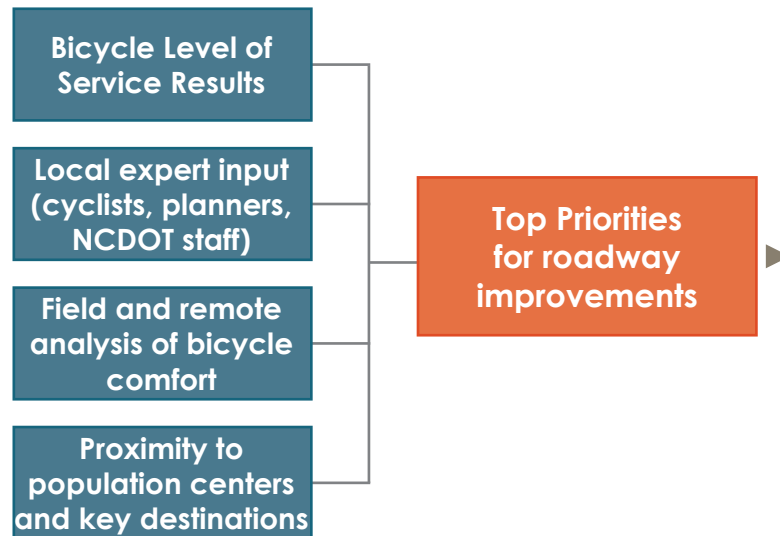 Bicycle Level of
Service Results
Local expert input
(cyclists, planners,
NCDOT staff)
Field and remote
analysis of bicycle
comfort
Proximity to
population centers
and key destinations
Top Priorities
for roadway
improvements